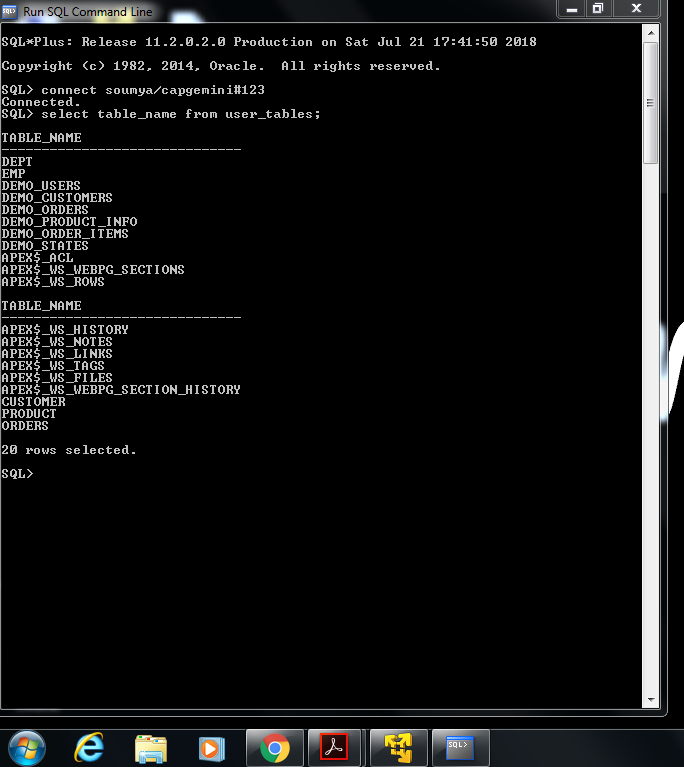 Run SQL Command Line
SQL*Plus: Release 11.2.0.2.0 Production on Sat Jul 21 17:41:50 2018
Copyright (c) 1982, 2014, Oracle.  All rights reserved.
SQL> connect soumya/capgemini#123
Connected.
SQL> select table_name from user_tables;
TABLE_NAME
------------------------------
DEPT
EMP
DEMO_USERS
DEMO_CUSTOMERS
DEMO_ORDERS
DEMO_PRODUCT_INFO
DEMO_ORDER_ITEMS
DEMO_STATES
APEX$_ACL
APEX$_WS_WEBPG_SECTIONS
APEX$_WS_ROWS
TABLE_NAME
------------------------------
APEX$_WS_HISTORY
APEX$_WS_NOTES
APEX$_WS_LINKS
APEX$_WS_TAGS
APEX$_WS_FILES
APEX$_WS_WEBPG_SECTION_HISTORY
CUSTOMER
PRODUCT
ORDERS
20 rows selected.
SQL>
SQL>